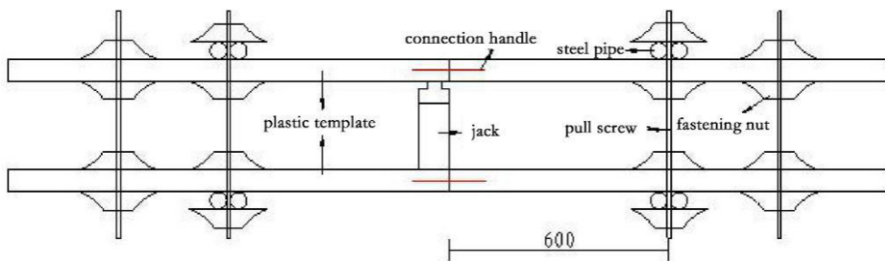 connection handle
steel pipe
plastic template
jack
pull screw
fastening nut
600